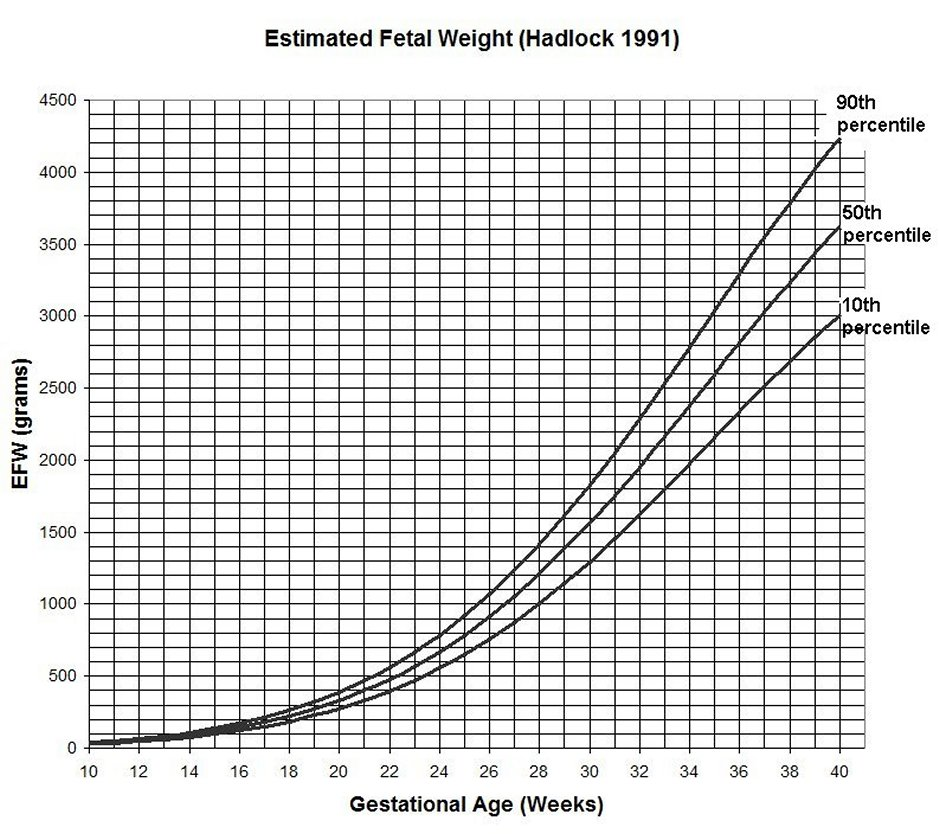 Estimated Fetal Weight (Hadlock 1991)
4500
4000
3500
3000
2500
2000
1500
1000
500
0
EFW (grams)
90th
percentile
50th
percentile
10th
percentile
10 12 14 16 18 20 22 24 26 28 30 32 34 36 38 40
Gestational Age (Weeks)